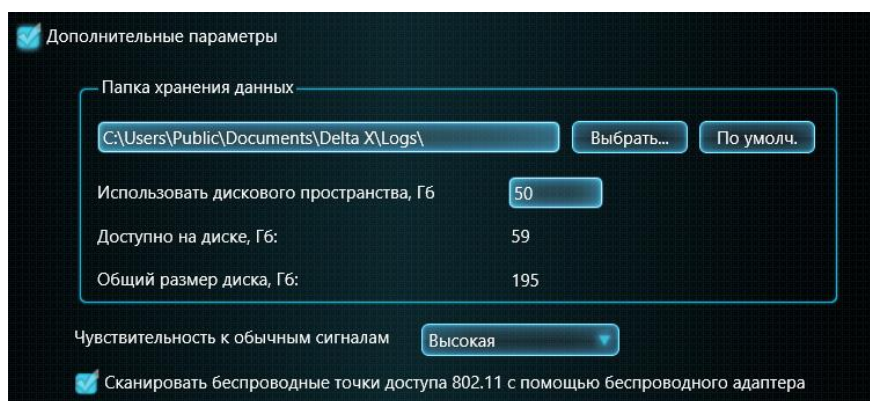 Дополнительные параметры
Папка хранения данных
C:\Users\Public\Documents\Delta X\Logs\ Выбрать... По умолч.
Использовать дискового пространства, Гб 50
Доступно на диске, Гб: 59
Общий размер диска, Гб: 195
Чувствительность к обычным сигналам Высокая
Сканировать беспроводные точки доступа 802.11 с помощью беспроводного адаптера